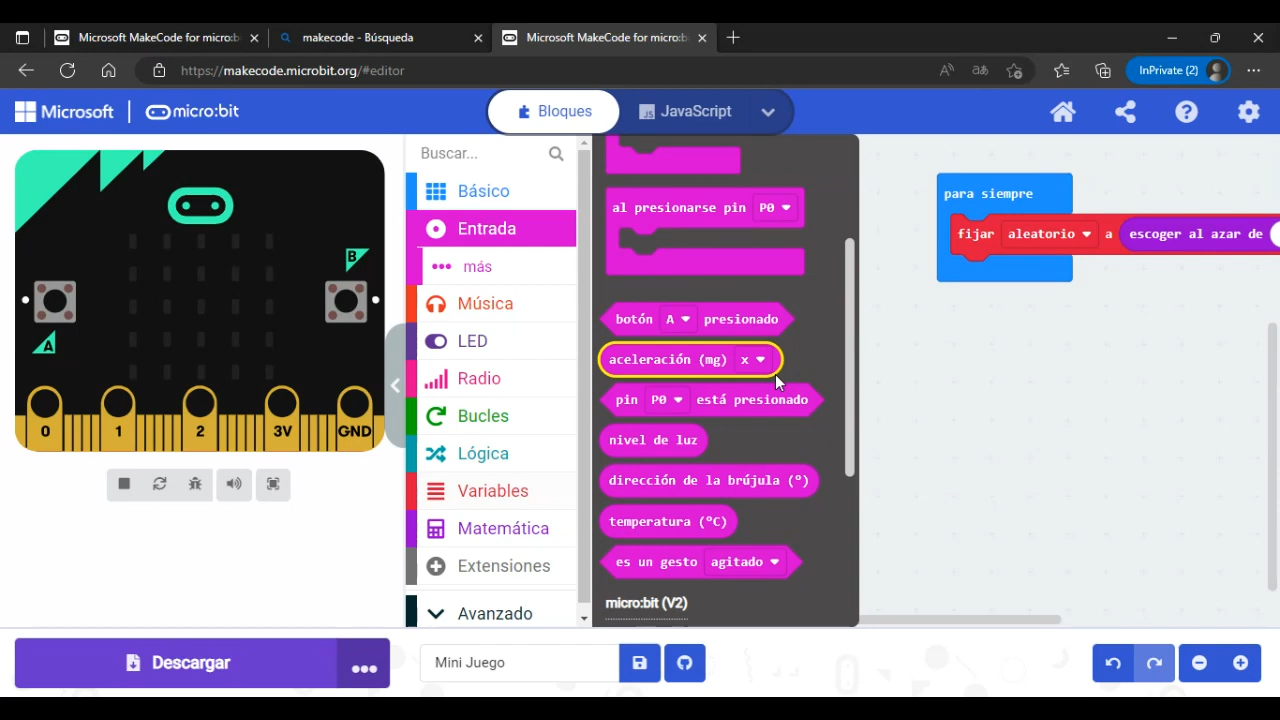 Microsoft MakeCode for micro:b
makecode - Búsqueda
Microsoft MakeCode for micro:b
https://makecode.microbit.org/#editor
InPrivate (2)
Microsoft
micro:bit
Bloques
JS JavaScript
Buscar...
Básico
Entrada
más
Música
LED
Radio
Bucles
Lógica
Variables
Matemática
Extensiones
Avanzado
al presionarse pin P0
botón A presionado
aceleración (mg) x
pin P0 está presionado
nivel de luz
dirección de la brújula (º)
temperatura (ºC)
es un gesto agitado
micro:bit (V2)
para siempre
fijar aleatorio a escoger al azar de
B
A
0 1 2 3V GND
Descargar
Mini Juego